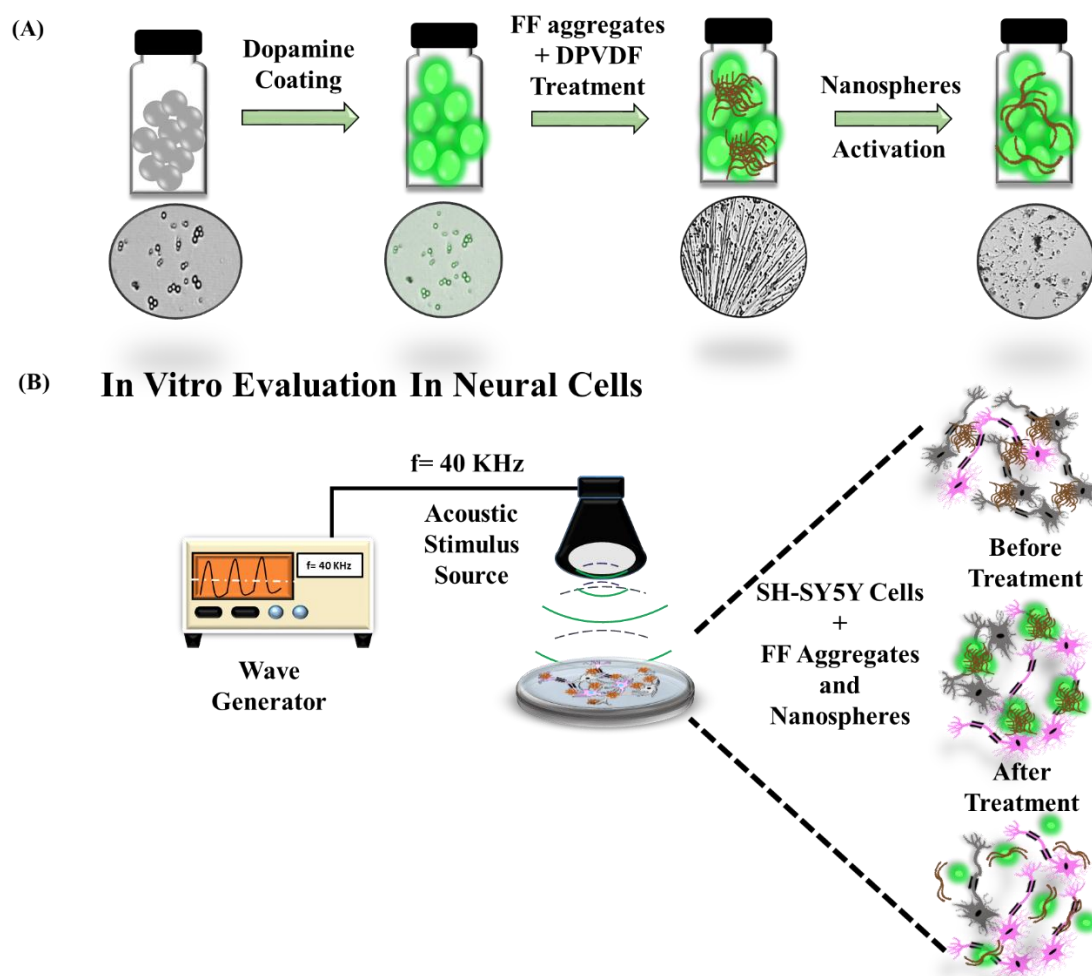 (A)
Dopamine
Coating
FF aggregates
+ DPVDF
Treatment
Nanospheres
Activation
(B)
In Vitro Evaluation In Neural Cells
f= 40 KHz
Acoustic
Stimulus
Source
f= 40 KHz
Wave
Generator
SH-SY5Y Cells
+
FF Aggregates
and
Nanospheres
Before
Treatment
After
Treatment